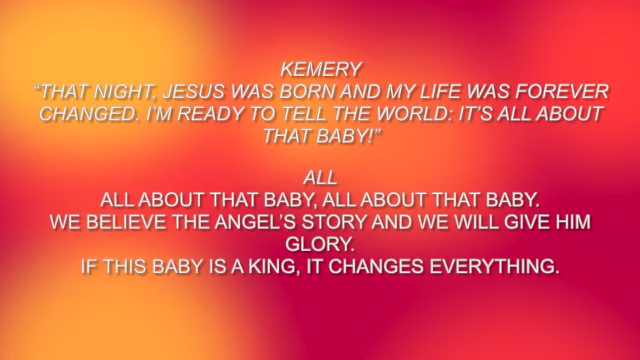 KEMERY
“THAT NIGHT, JESUS WAS BORN AND MY LIFE WAS FOREVER
CHANGED. I’M READY TO TELL THE WORLD: IT’S ALL ABOUT
THAT BABY!”
ALL
ALL ABOUT THAT BABY, ALL ABOUT THAT BABY.
WE BELIEVE THE ANGEL’S STORY AND WE WILL GIVE HIM
GLORY.
IF THIS BABY IS A KING, IT CHANGES EVERYTHING.